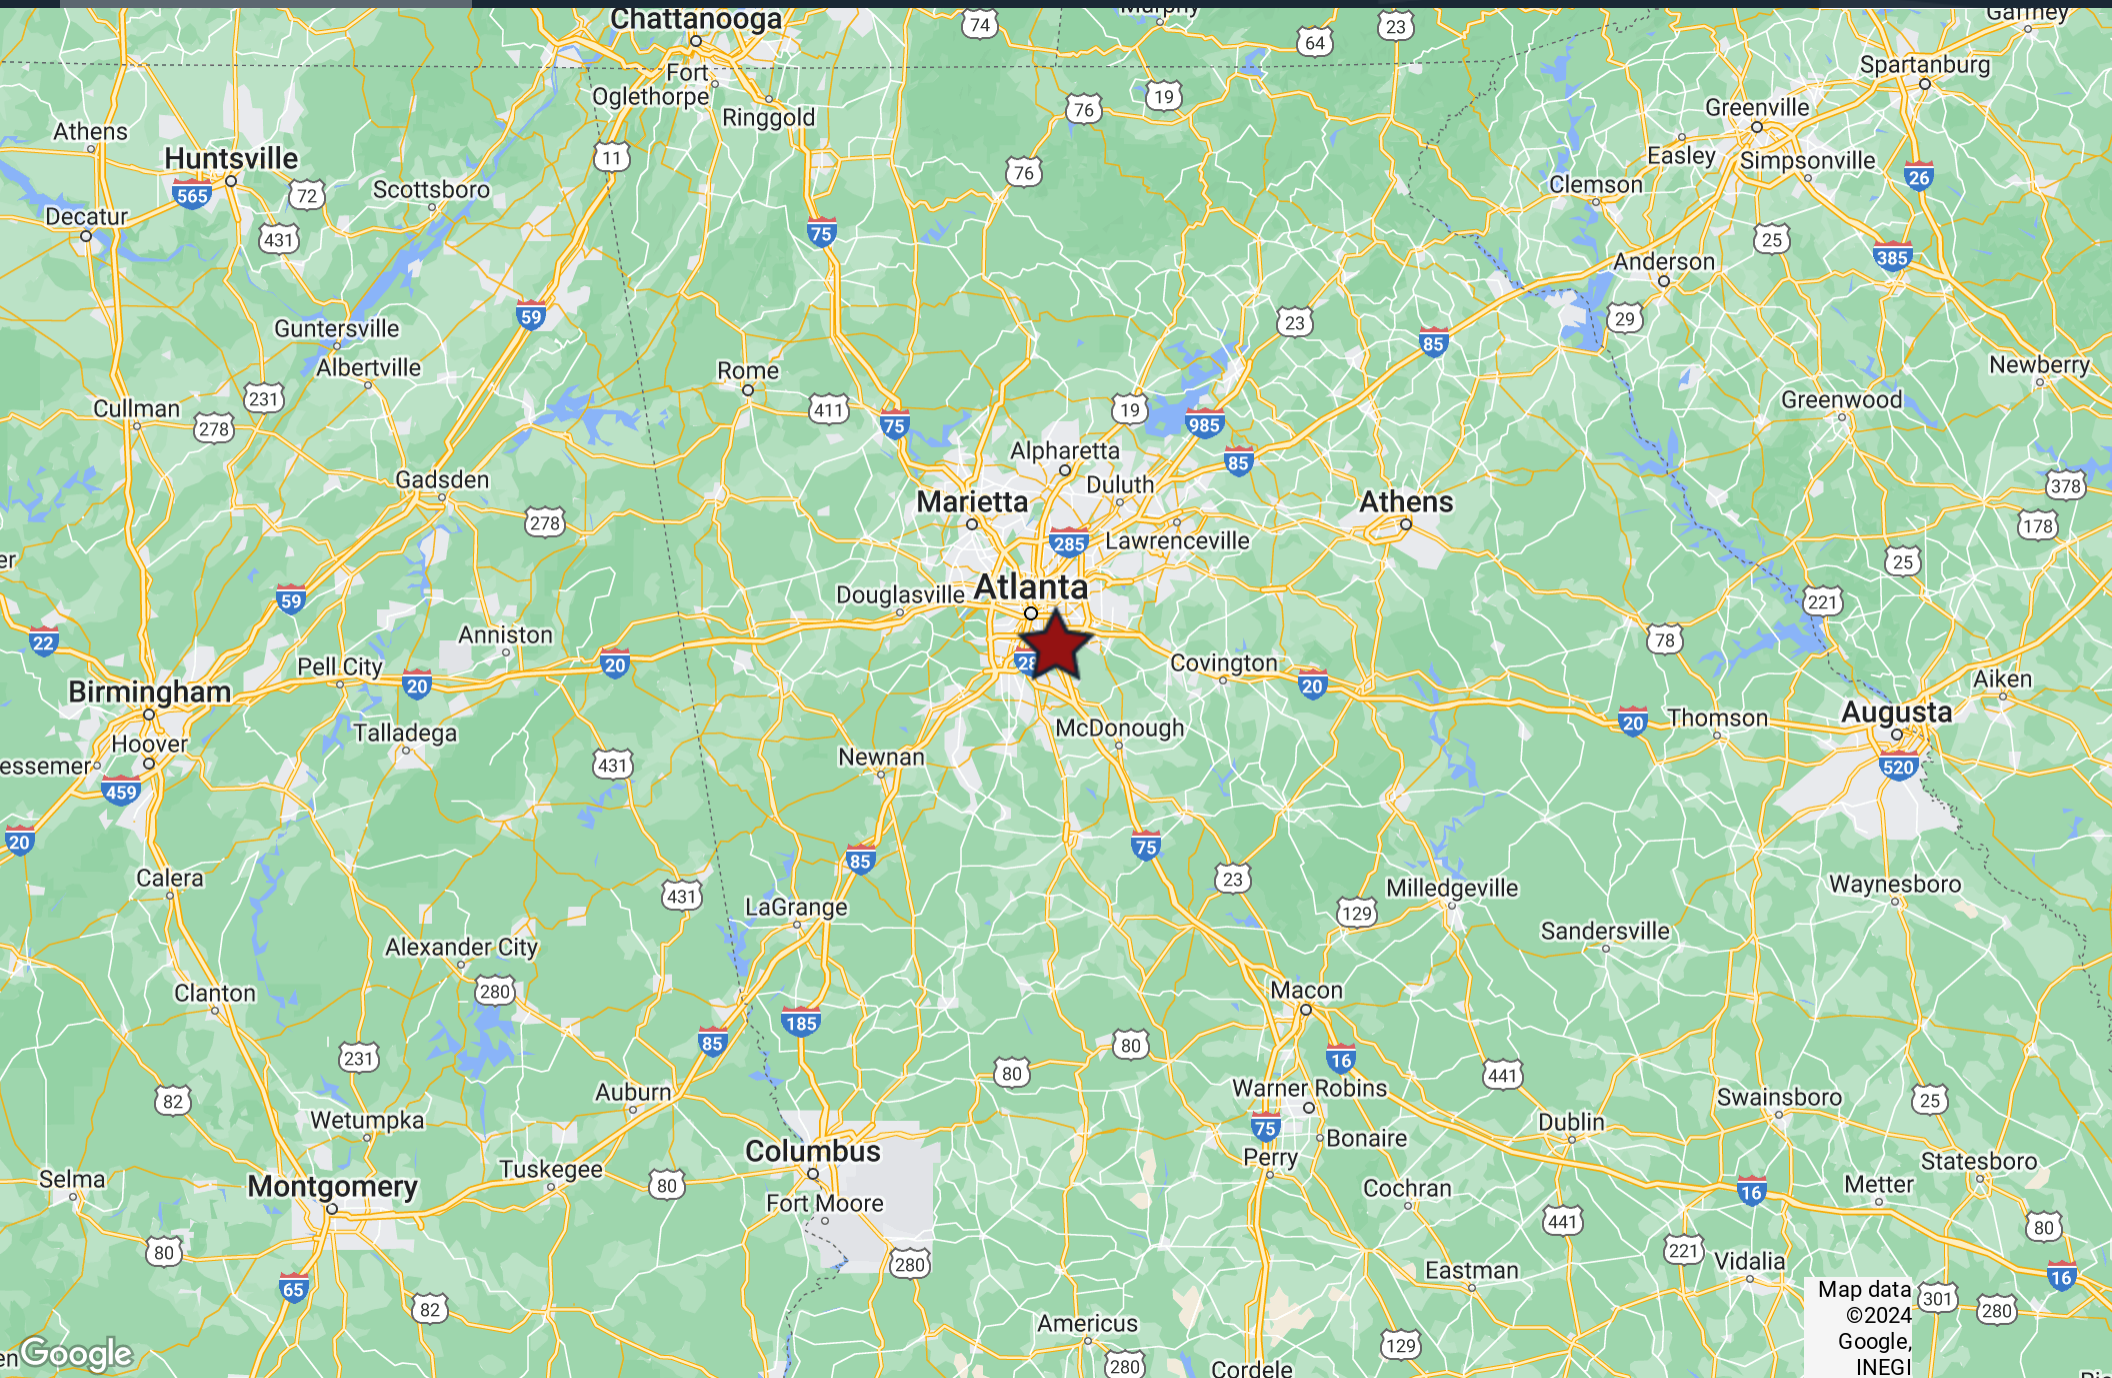 Chattanooga
74
Murphy
64
23
Gaffney
Spartanburg
Fort
Oglethorpe
Ringgold
76
19
Greenville
Athens
Huntsville
565
72
Scottsboro
11
76
Easley
Simpsonville
26
Clemson
Decatur
431
75
25
385
Anderson
59
Guntersville
23
29
85
Albertville
Rome
Newberry
231
Cullman
278
411
75
19
985
Greenwood
Alpharetta
85
Gadsden
Duluth
378
Marietta
Athens
278
285
Lawrenceville
178
er
25
59
Douglasville
Atlanta
221
22
Anniston
78
Pell City
20
20
28
Covington
20
Aiken
Birmingham
Talladega
McDonough
20
Thomson
Augusta
Hoover
essemer
459
431
Newnan
520
20
75
85
Calera
431
LaGrange
23
129
Milledgeville
Waynesboro
Alexander City
Sandersville
280
Clanton
185
Macon
85
231
80
80
16
441
82
Auburn
Warner Robins
Swainsboro
25
Wetumpka
75
Bonaire
Dublin
Columbus
Perry
Statesboro
Selma
Montgomery
Tuskegee
80
Fort Moore
Cochran
16
Metter
80
441
221
80
280
Eastman
Vidalia
16
65
82
Map data
©2024
Google,
INEGI
301
280
Americus
129
en
Google
280
Cordele